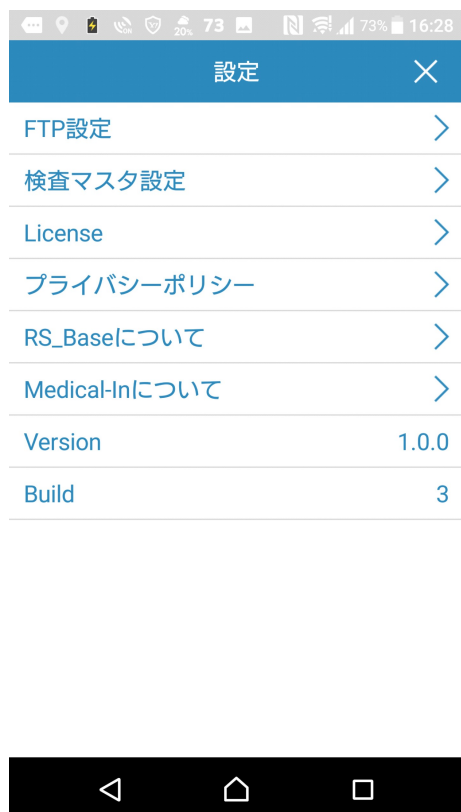 20% 73 73% 16:28
設定
FTP設定
検査マスタ設定
License
プライバシーポリシー
RS_Baseについて
Medical-Inについて
Version 1.0.0
Build 3